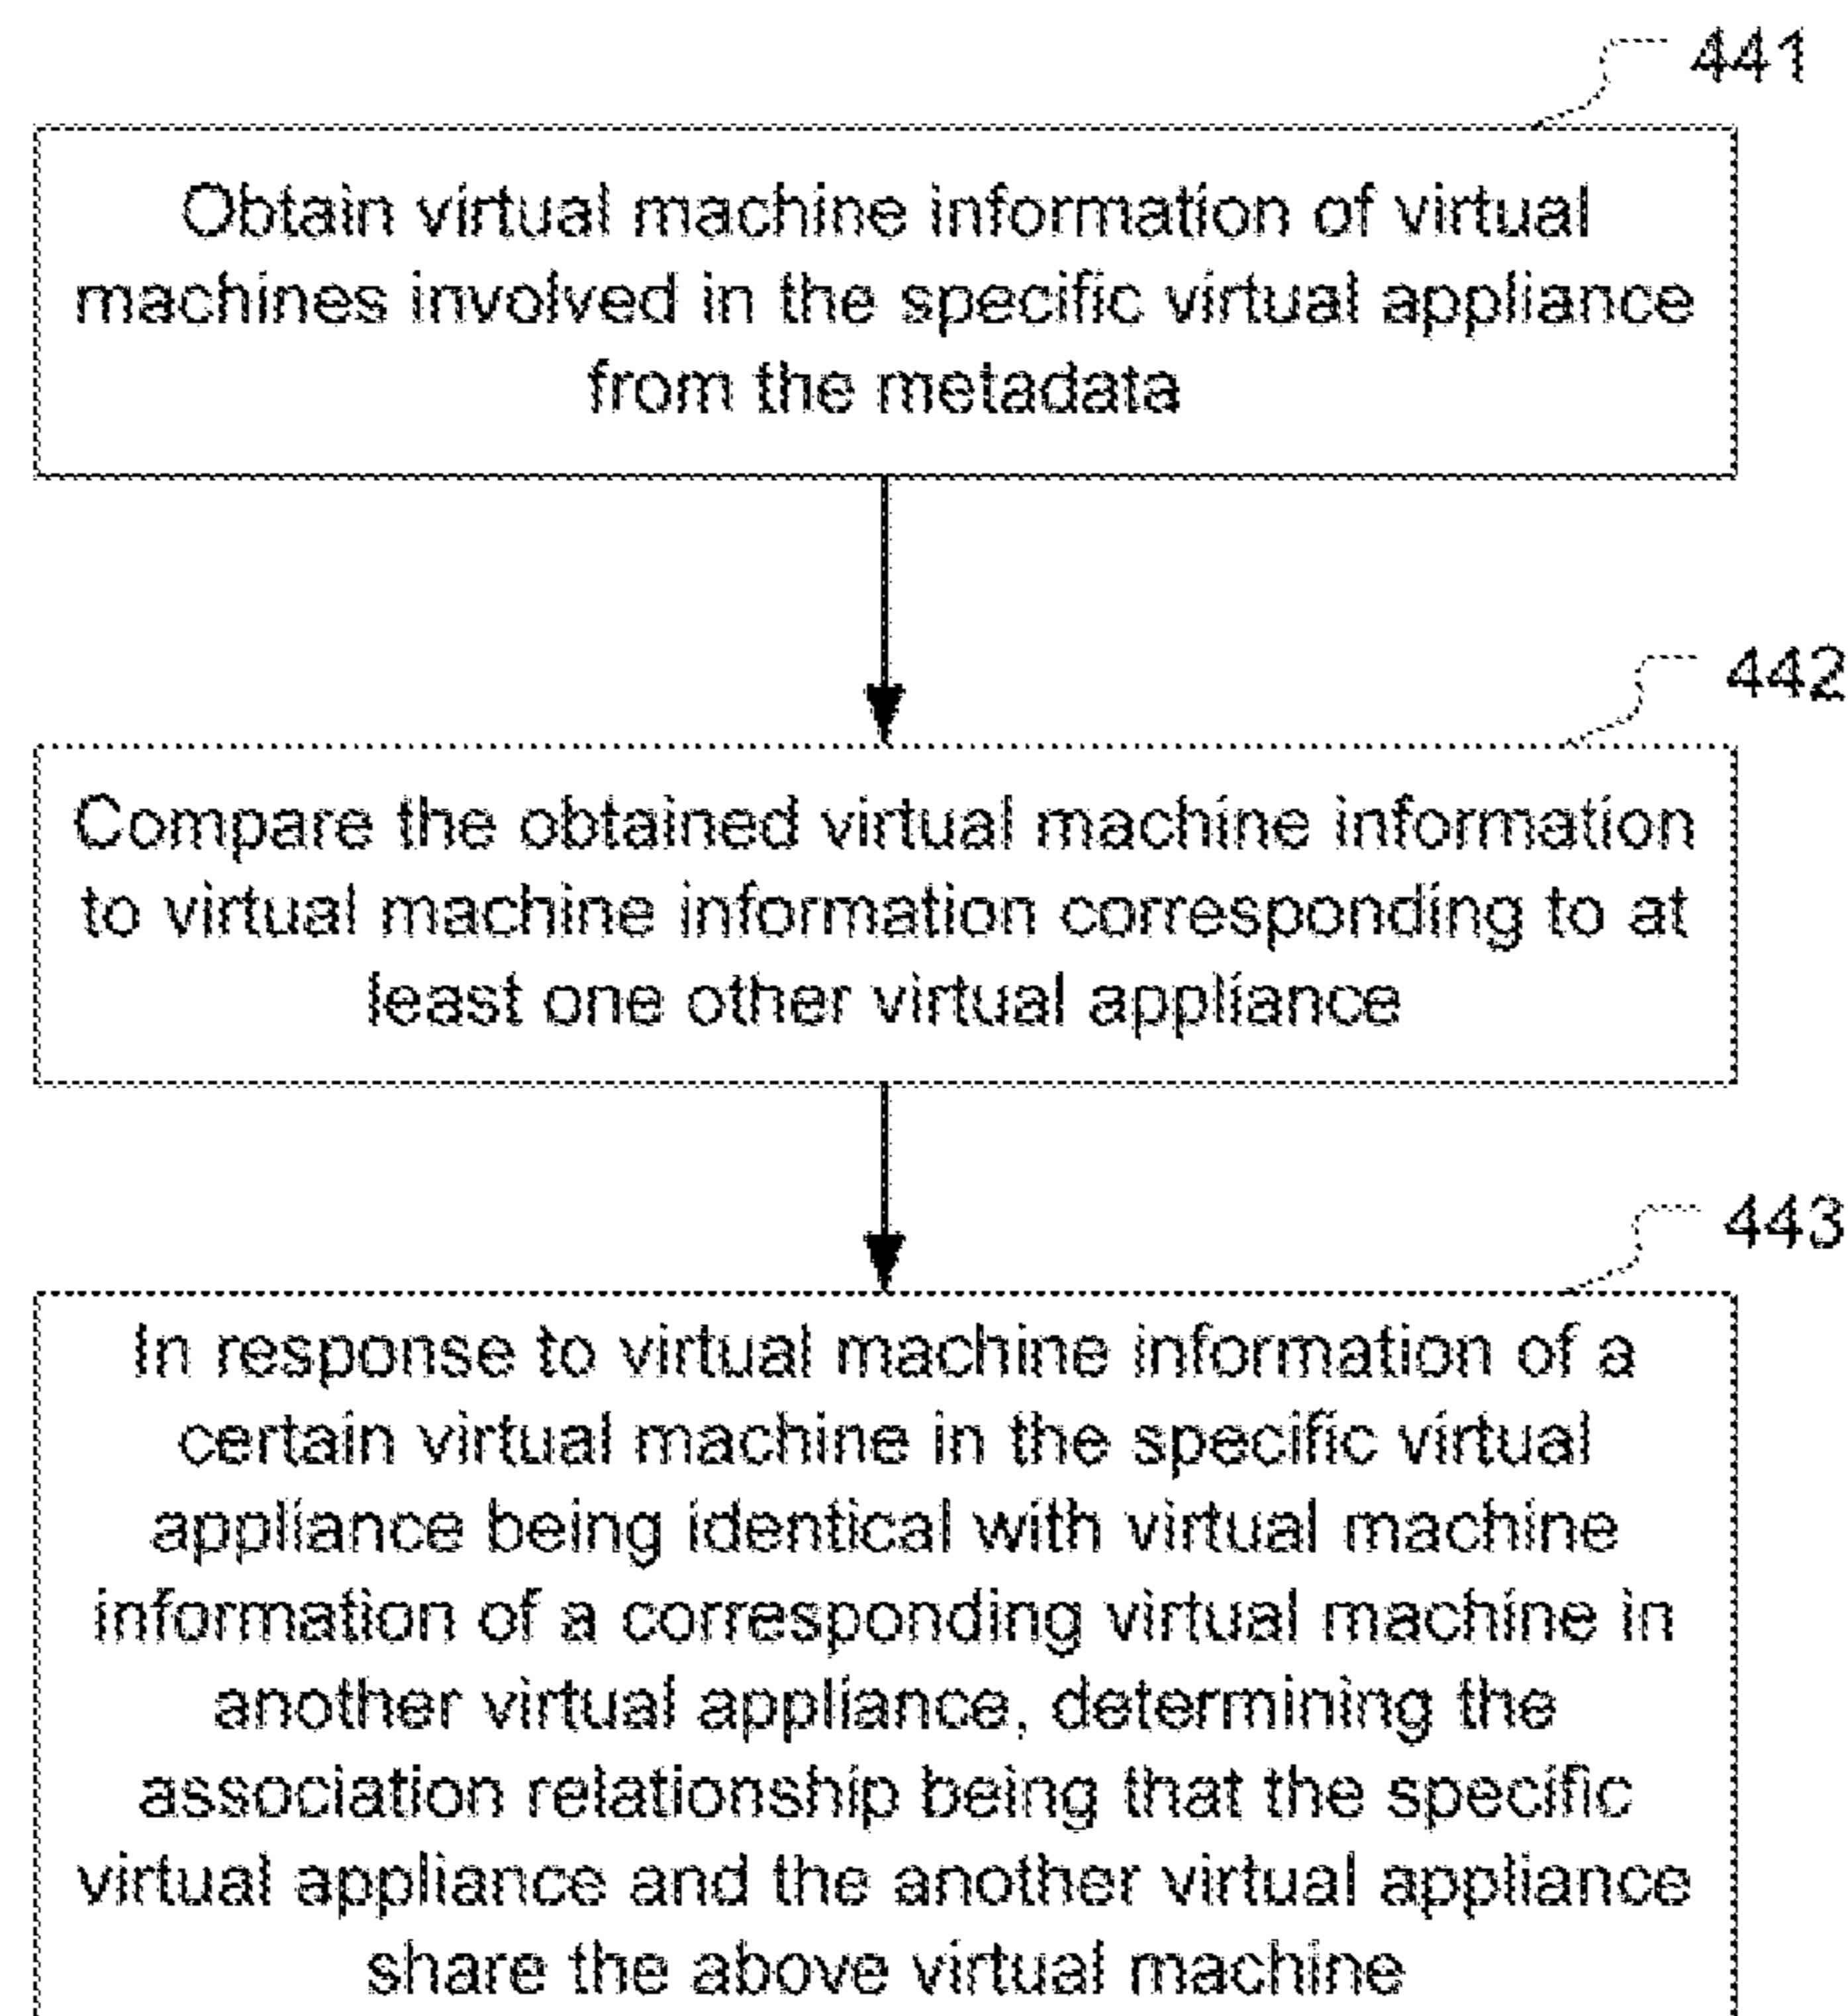 441
Obtain virtual machine information of virtual
machines involved in the specific virtual appliance
from the metadata
442
Compare the obtained virtual machine information
to virtual machine information corresponding to at
least one other virtual appliance
443
In response to virtual machine information of a
certain virtual machine in the specific virtual
appliance being identical with virtual machine
information of a corresponding virtual machine in
another virtual appliance, determining the
association relationship being that the specific
virtual appliance and the another virtual appliance
share the above virtual machine